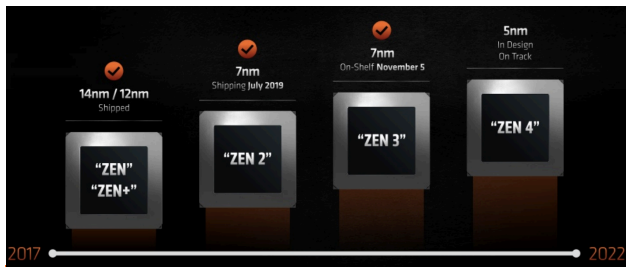 14nm / 12nm
Shipped
“ZEN”
“ZEN+”
7nm
Shipping July 2019
“ZEN 2”
7nm
On-Shelf November 5
“ZEN 3”
5nm
In Design
On Track
“ZEN 4”
2017
2022